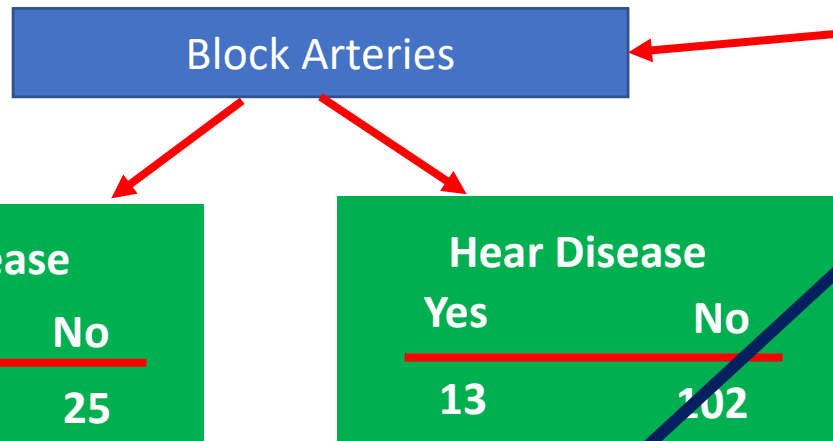 Block Arteries
ease
No
25
Hear Disease
Yes No
13 102